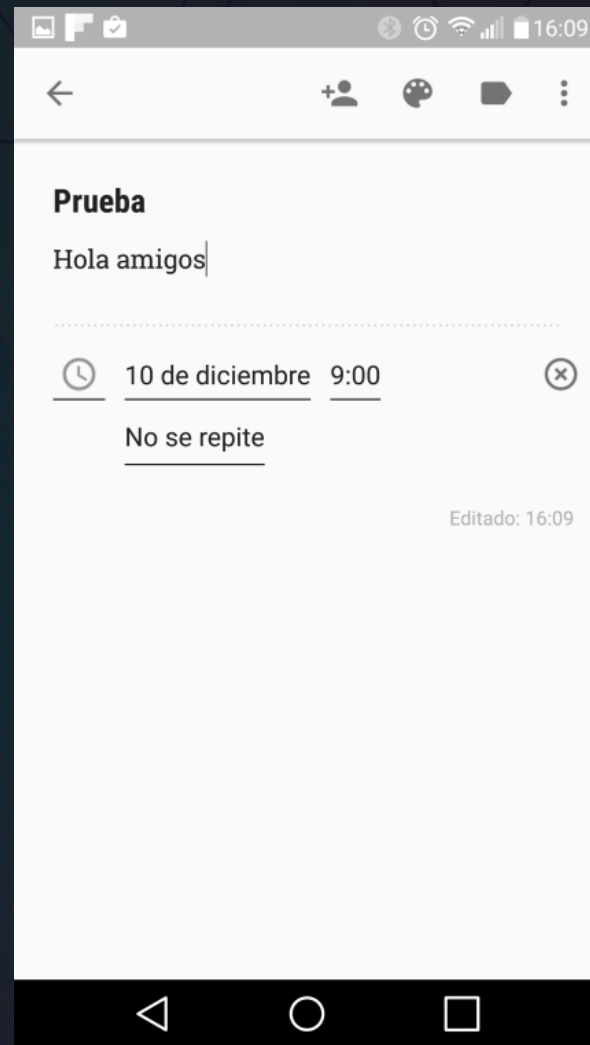 16:09
Prueba
Hola amigos
10 de diciembre 9:00
No se repite
Editado: 16:09